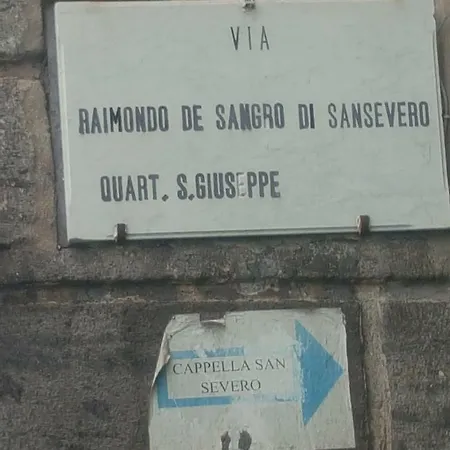 VIA
RAIMONDO DE SANGRO DI SANSEVERO
QUART. S.GIUSEPPE
CAPPELLA SAN
SEVERO